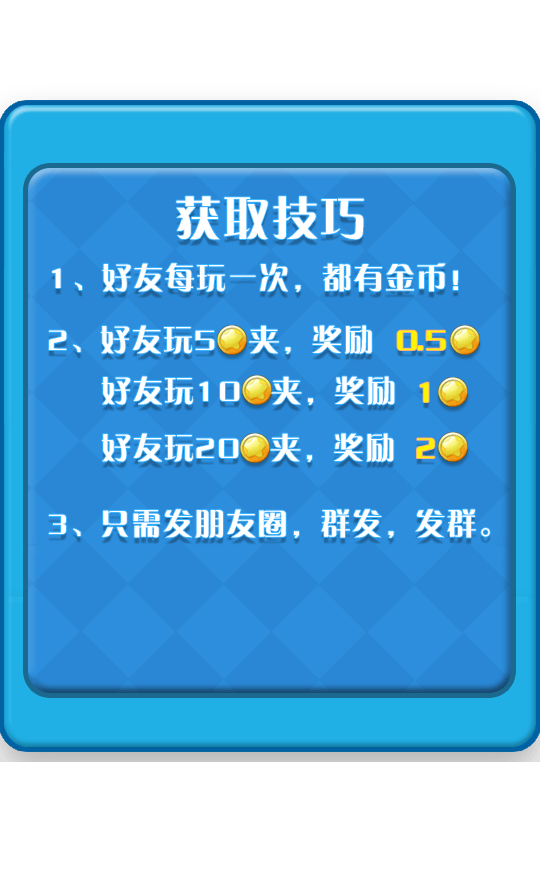 获取技巧
1、好友每玩一次，都有金币!
2、好友玩5夹，奖励 0.5
好友玩10夹，奖励 1
好友玩20夹，奖励 2
3、只需发朋友圈，群发，发群。